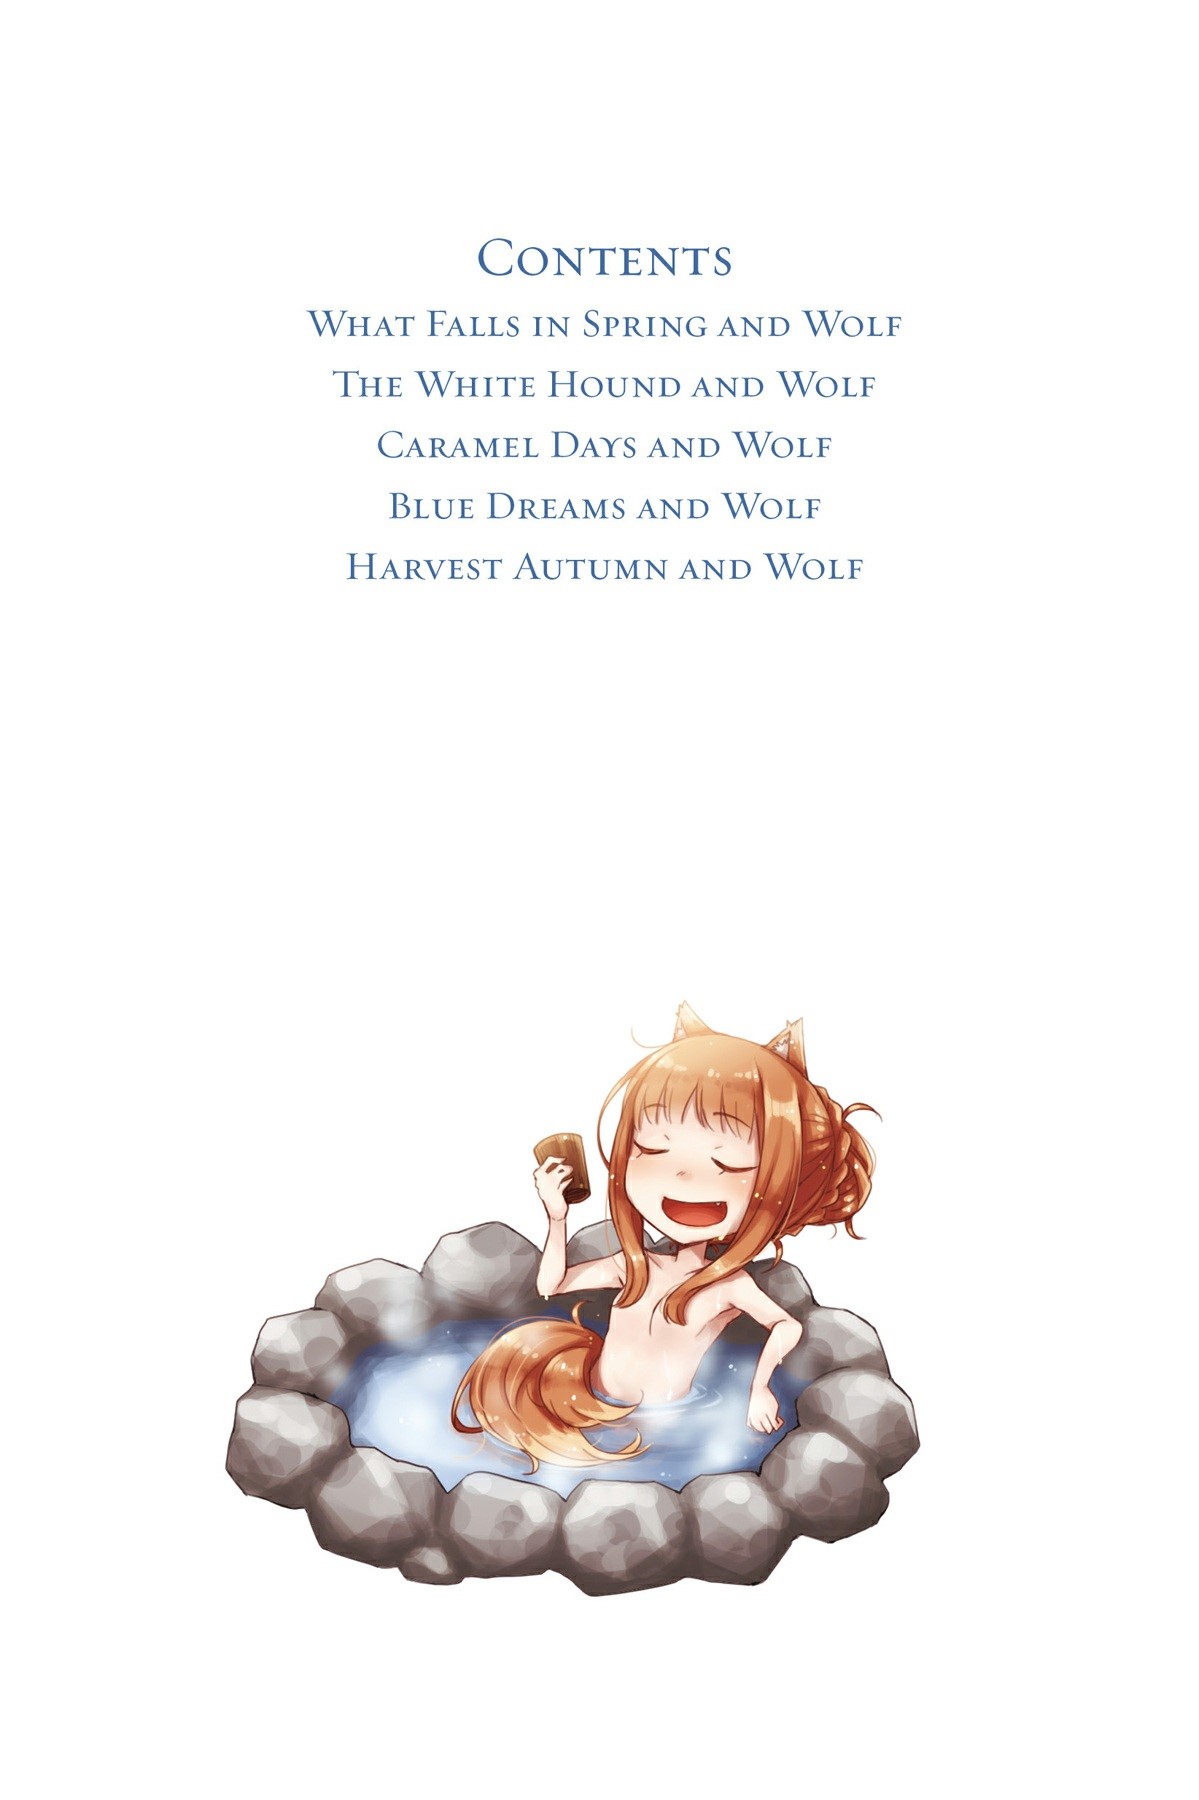 Contents
What Falls in Spring and Wolf
The White Hound and Wolf
Caramel Days and Wolf
Blue Dreams and Wolf
Harvest Autumn and Wolf